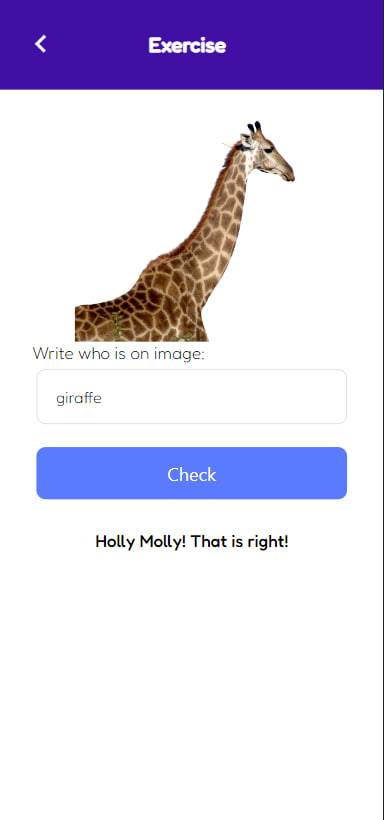 Exercise
Write who is on image:
giraffe
Check
Holly Molly! That is right!